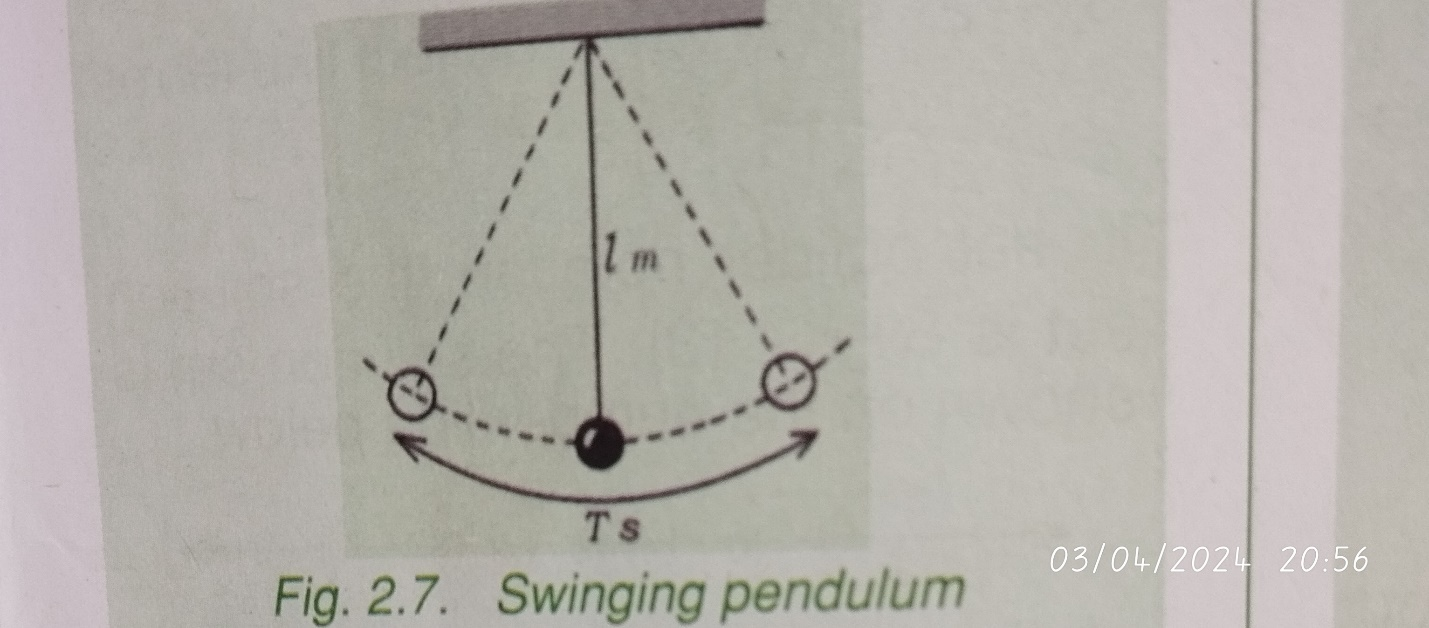 l m
T s
Fig. 2.7. Swinging pendulum
03/04/2024 20:56